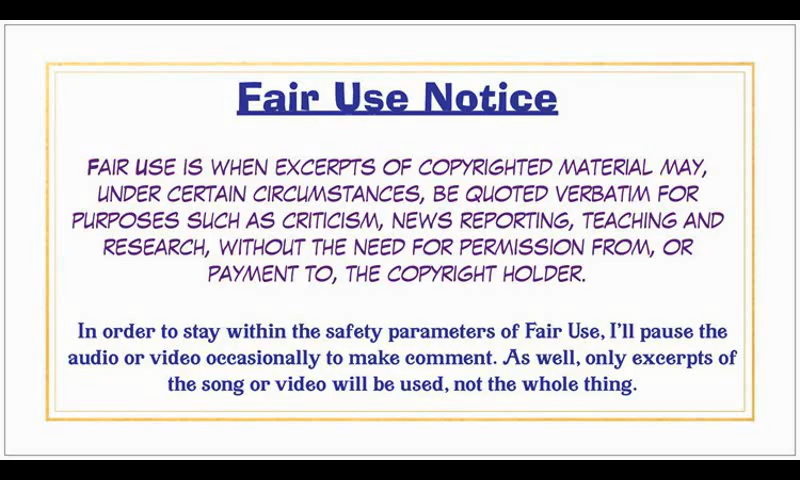 Fair Use Notice
FAIR USE IS WHEN EXCERPTS OF COPYRIGHTED MATERIAL MAY,
UNDER CERTAIN CIRCUMSTANCES, BE QUOTED VERBATIM FOR
PURPOSES SUCH AS CRITICISM, NEWS REPORTING, TEACHING AND
RESEARCH, WITHOUT THE NEED FOR PERMISSION FROM, OR
PAYMENT TO, THE COPYRIGHT HOLDER.
In order to stay within the safety parameters of Fair Use, I'll pause the
audio or video occasionally to make comment. As well, only excerpts of
the song or video will be used, not the whole thing.